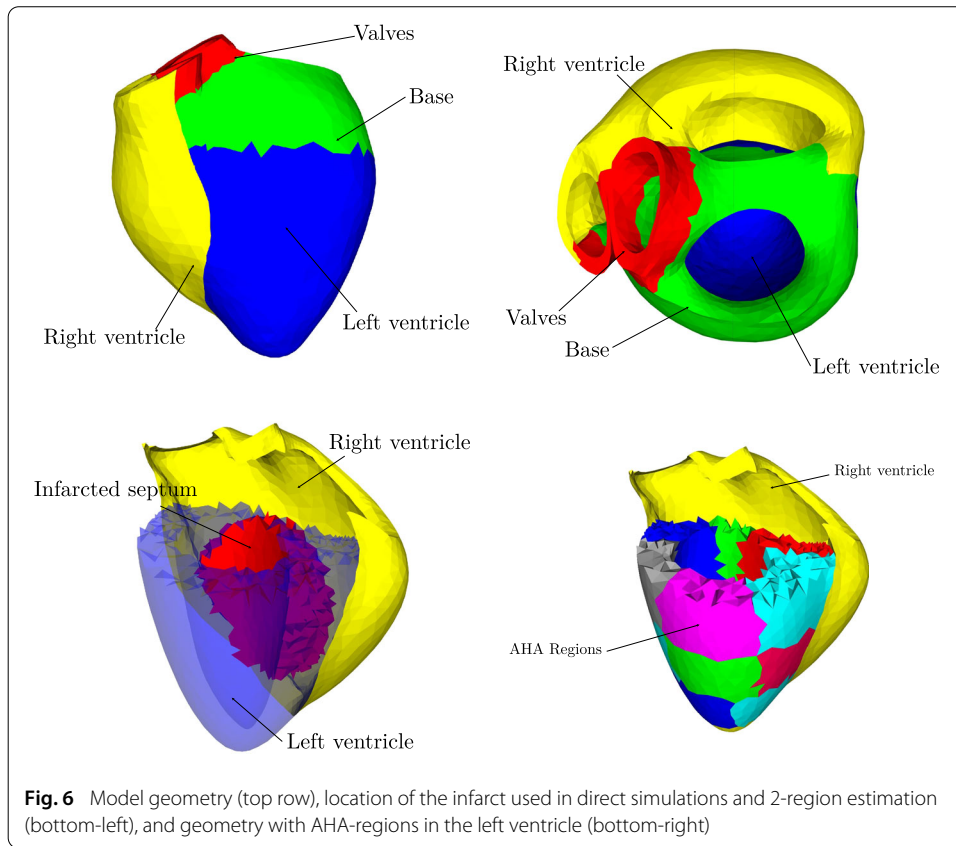 Valves
Base
Right ventricle
Left ventricle
Right ventricle
Valves
Base
Left ventricle
Right ventricle
Infarcted septum
Left ventricle
Right ventricle
AHA Regions
Fig. 6 Model geometry (top row), location of the infarct used in direct simulations and 2-region estimation
(bottom-left), and geometry with AHA-regions in the left ventricle (bottom-right)